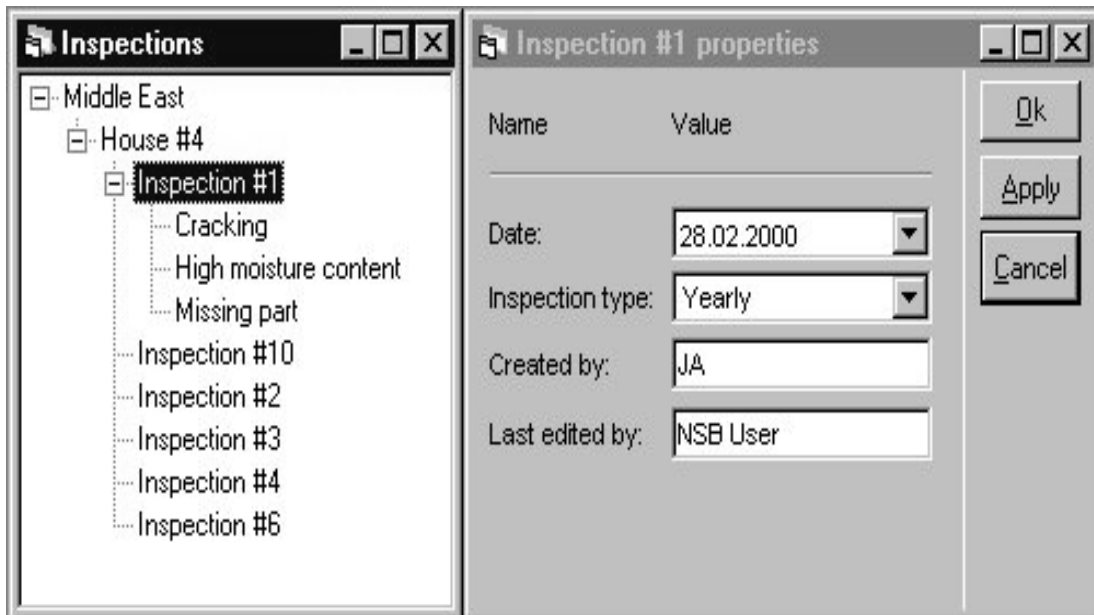 Inspections
Middle East
House #4
Inspection #1
Cracking
High moisture content
Missing part
Inspection #10
Inspection #2
Inspection #3
Inspection #4
Inspection #6
Inspection #1 properties
Name Value
Date: 28.02.2000
Inspection type: Yearly
Created by: JA
Last edited by: NSB User
Ok
Apply
Cancel